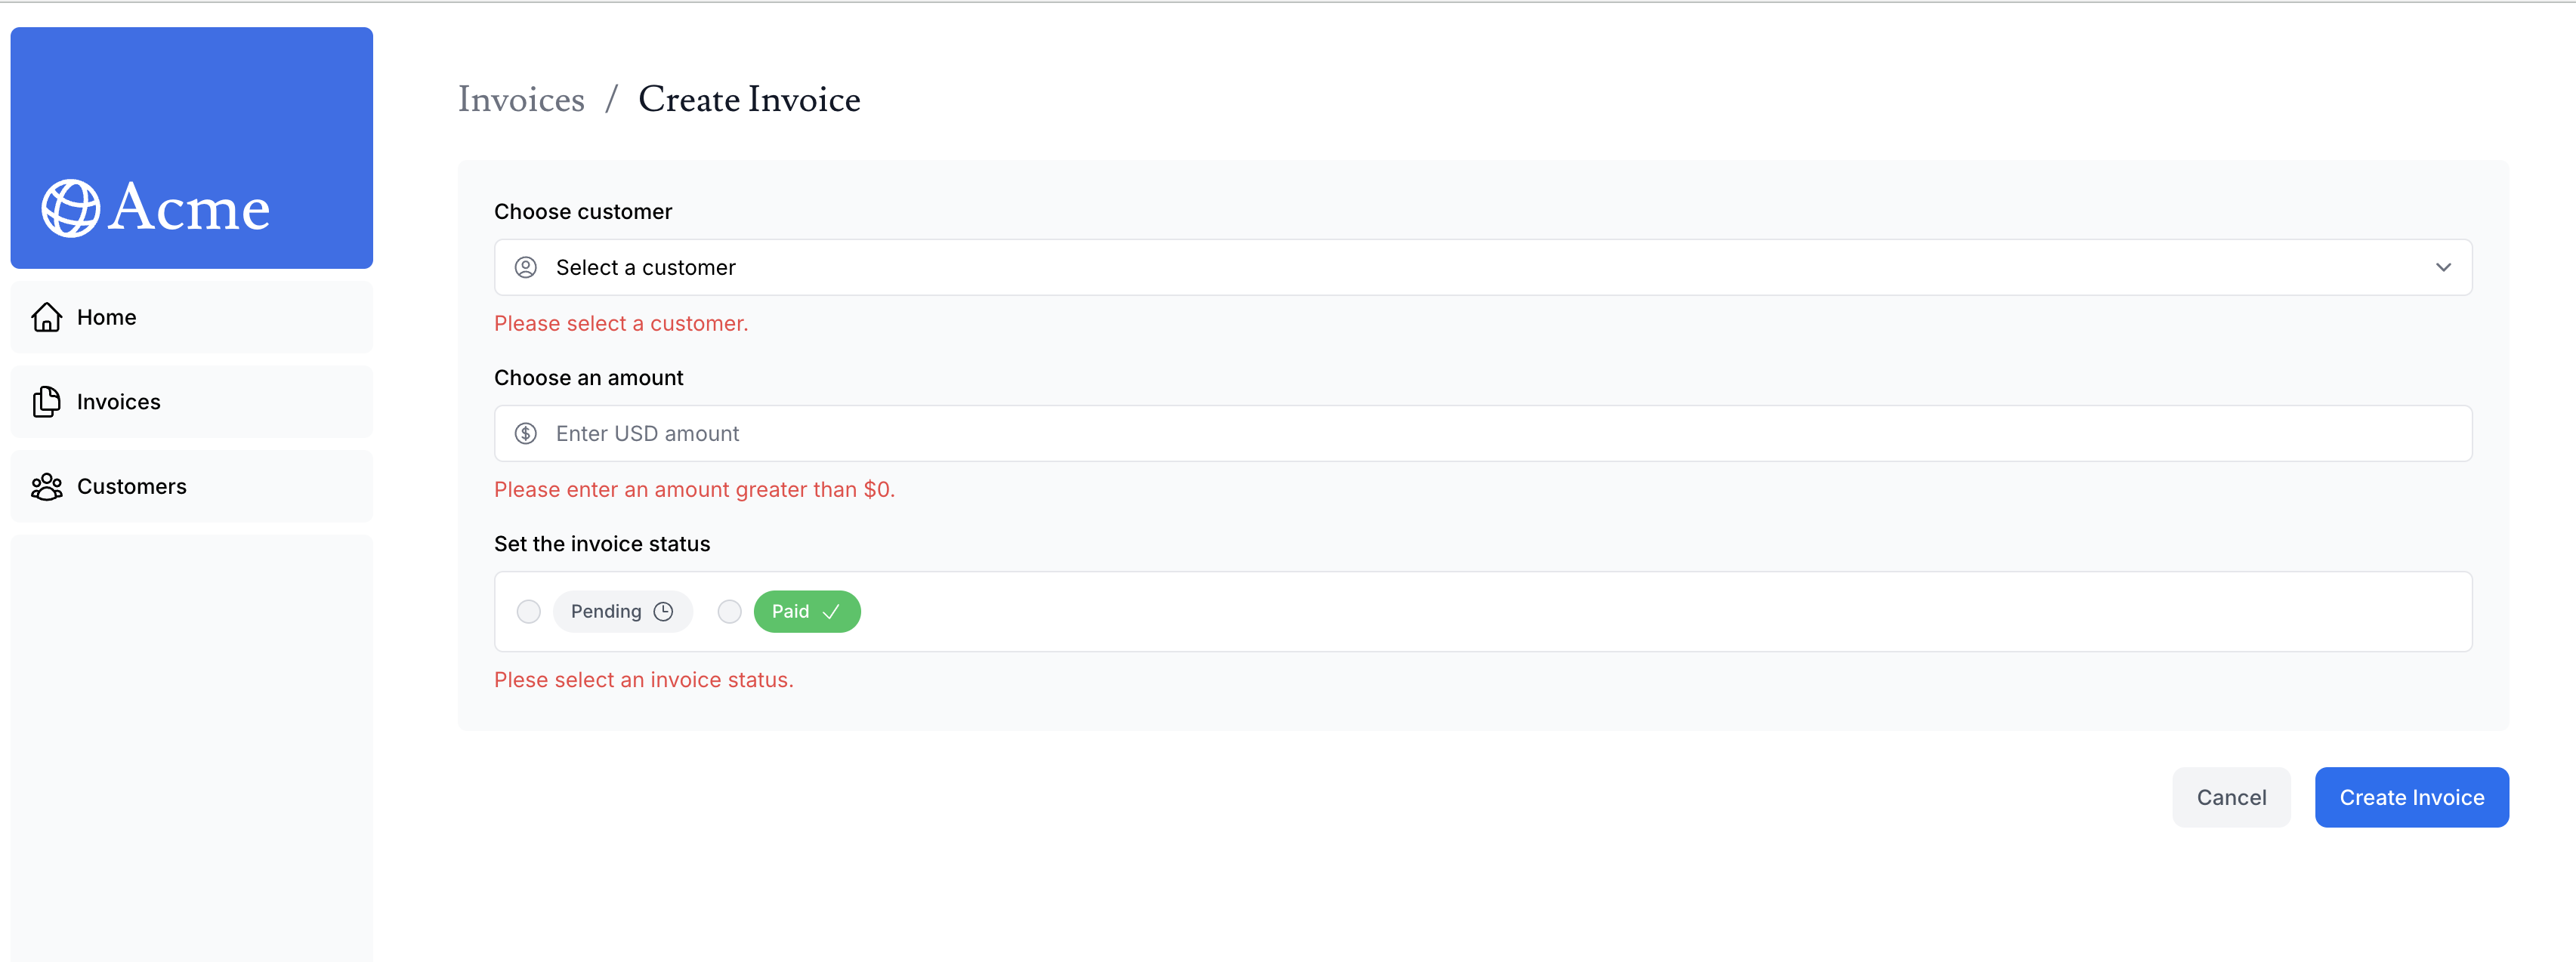 Acme
Home
Invoices
Customers
Invoices / Create Invoice
Choose customer
Select a customer
Please select a customer.
Choose an amount
Enter USD amount
Please enter an amount greater than $0.
Set the invoice status
Pending Paid
Plese select an invoice status.
Cancel Create Invoice